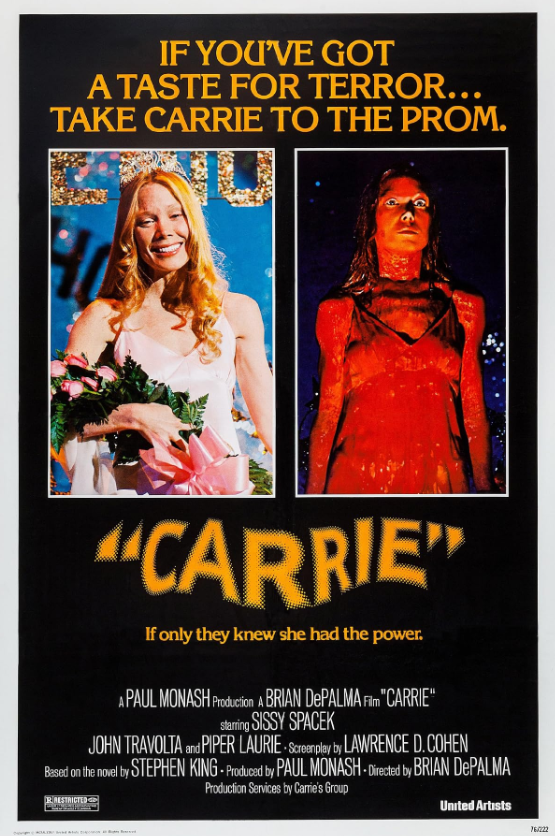 IF YOU'VE GOT
A TASTE FOR TERROR...
TAKE CARRIE TO THE PROM.
"CARRIE"
If only they knew she had the power.
A PAUL MONASH Production A BRIAN DePALMA Film "CARRIE"
starring SISSY SPACEK
JOHN TRAVOLTA and PIPER LAURIE • Screenplay by LAWRENCE D. COHEN
Based on the novel by STEPHEN KING • Produced by PAUL MONASH • Directed by BRIAN DePALMA
Production Services by Carrie's Group
R RESTRICTED
United Artists
76/222